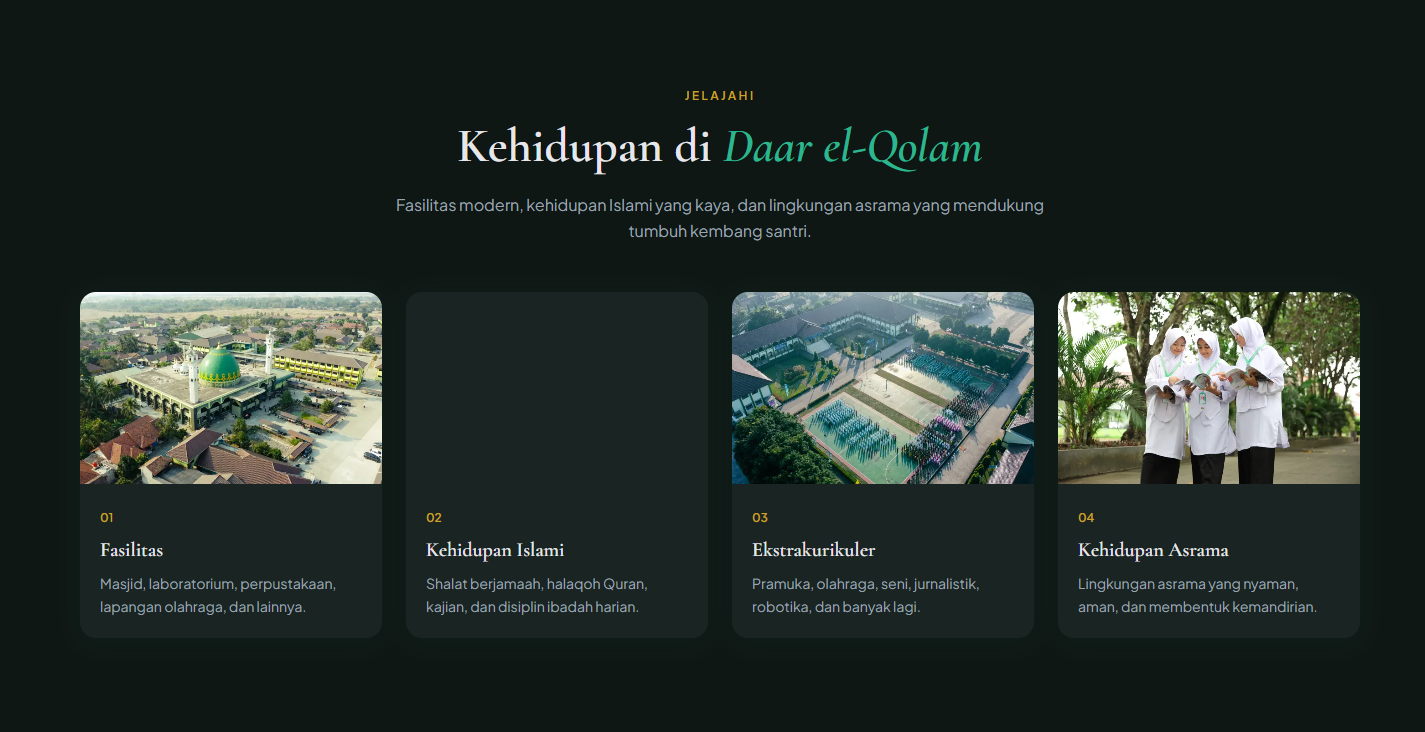 JELAJAHI
Kehidupan di Daar el-Qolam
Fasilitas modern, kehidupan Islami yang kaya, dan lingkungan asrama yang mendukung
tumbuh kembang santri.
01
Fasilitas
Masjid, laboratorium, perpustakaan,
lapangan olahraga, dan lainnya.
02
Kehidupan Islami
Shalat berjamaah, halaqoh Quran,
kajian, dan disiplin ibadah harian.
03
Ekstrakurikuler
Pramuka, olahraga, seni, jurnalistik,
robotika, dan banyak lagi.
04
Kehidupan Asrama
Lingkungan asrama yang nyaman,
aman, dan membentuk kemandirian.